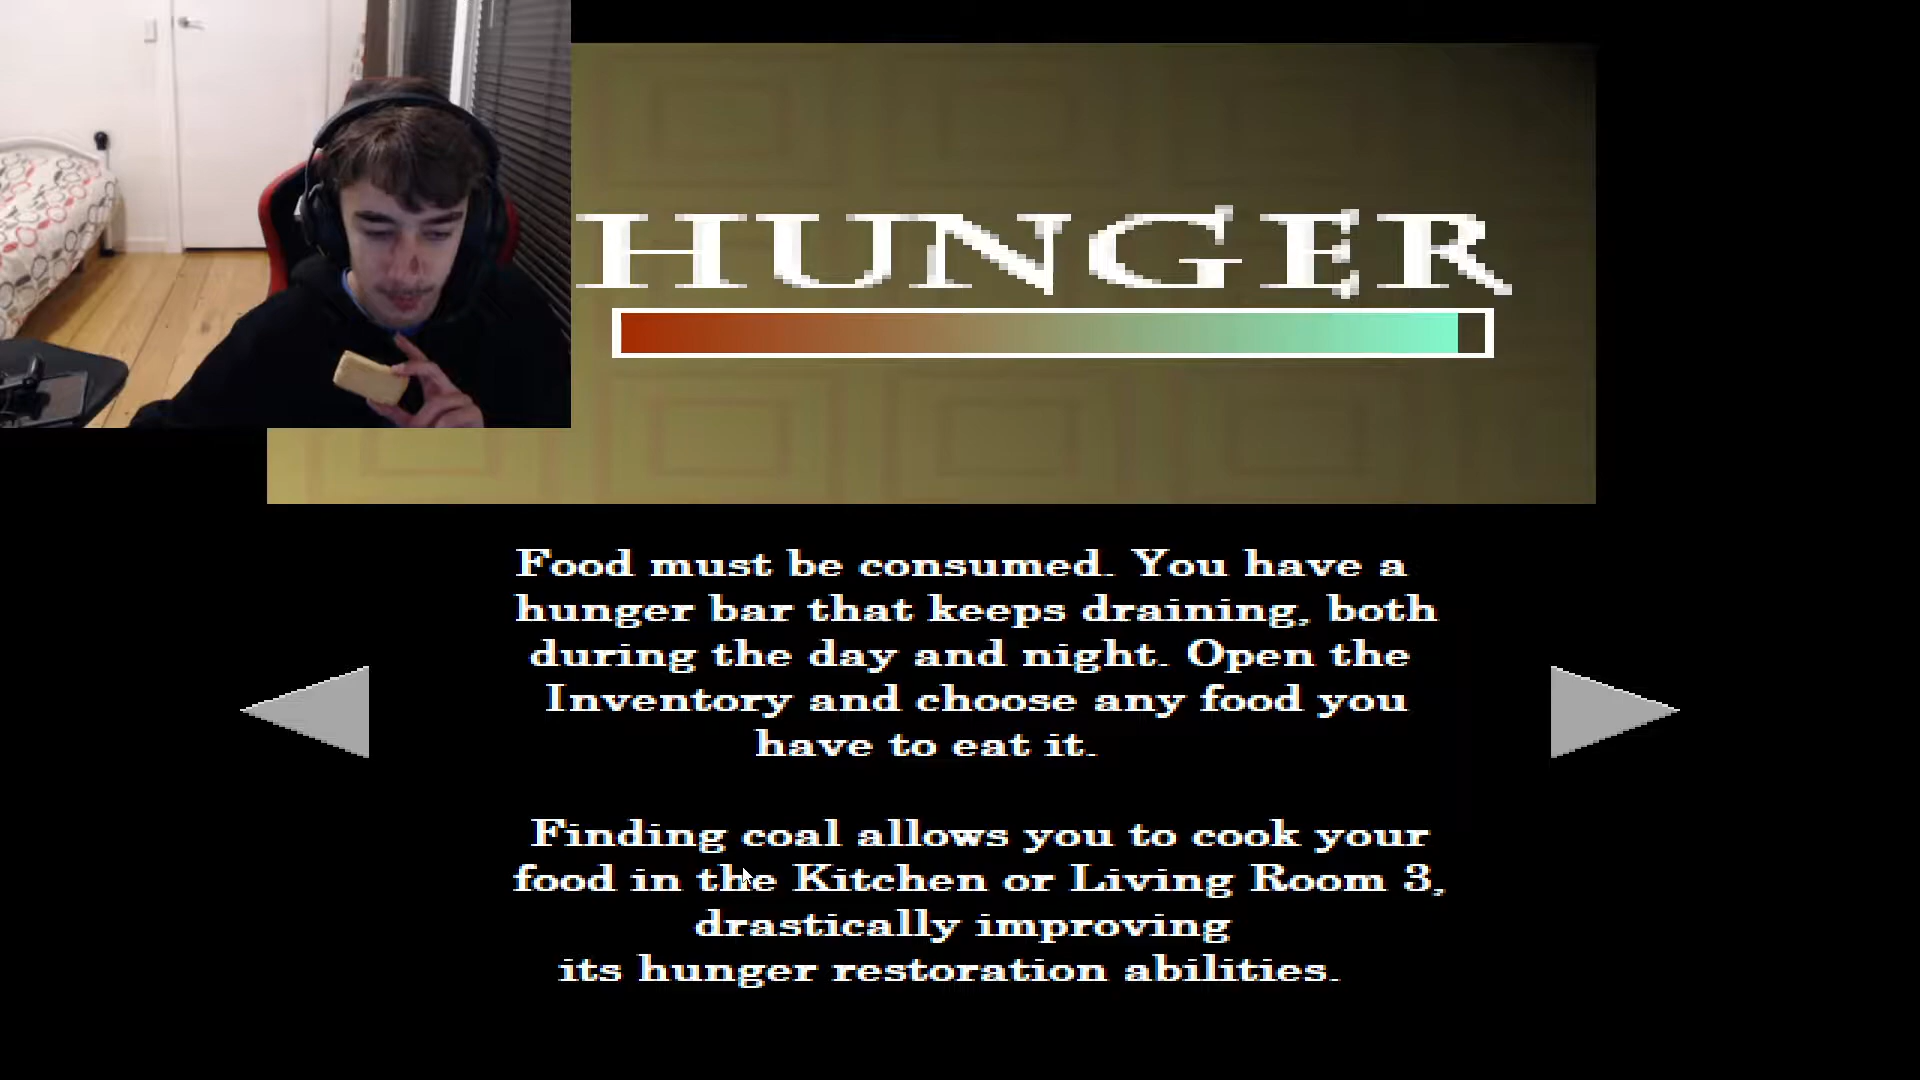 HUNGER
Food must be consumed. You have a
hunger bar that keeps draining, both
during the day and night. Open the
Inventory and choose any food you
have to eat it.
Finding coal allows you to cook your
food in the Kitchen or Living Room 3,
drastically improving
its hunger restoration abilities.